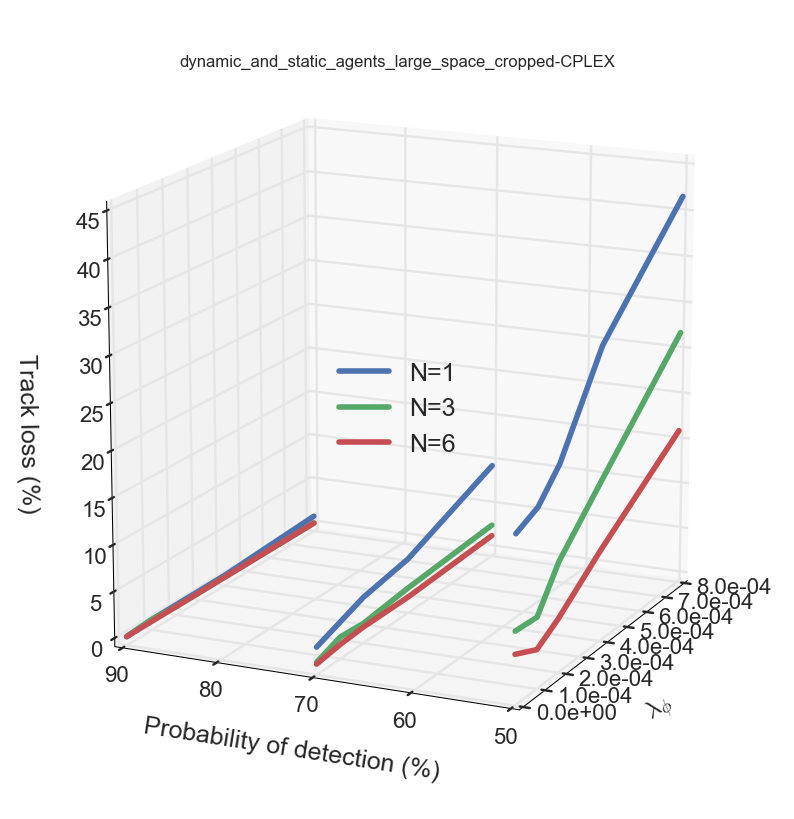 dynamic_and_static_agents_large_space_cropped-CPLEX
45
40
35
30
25
20
15
10
5
0
Track loss (%)
N=1
N=3
N=6
90
80
70
60
50
Probability of detection (%)
8.0e-04
7.0e-04
6.0e-04
5.0e-04
4.0e-04
3.0e-04
2.0e-04
1.0e-04
0.0e+00
λϕ